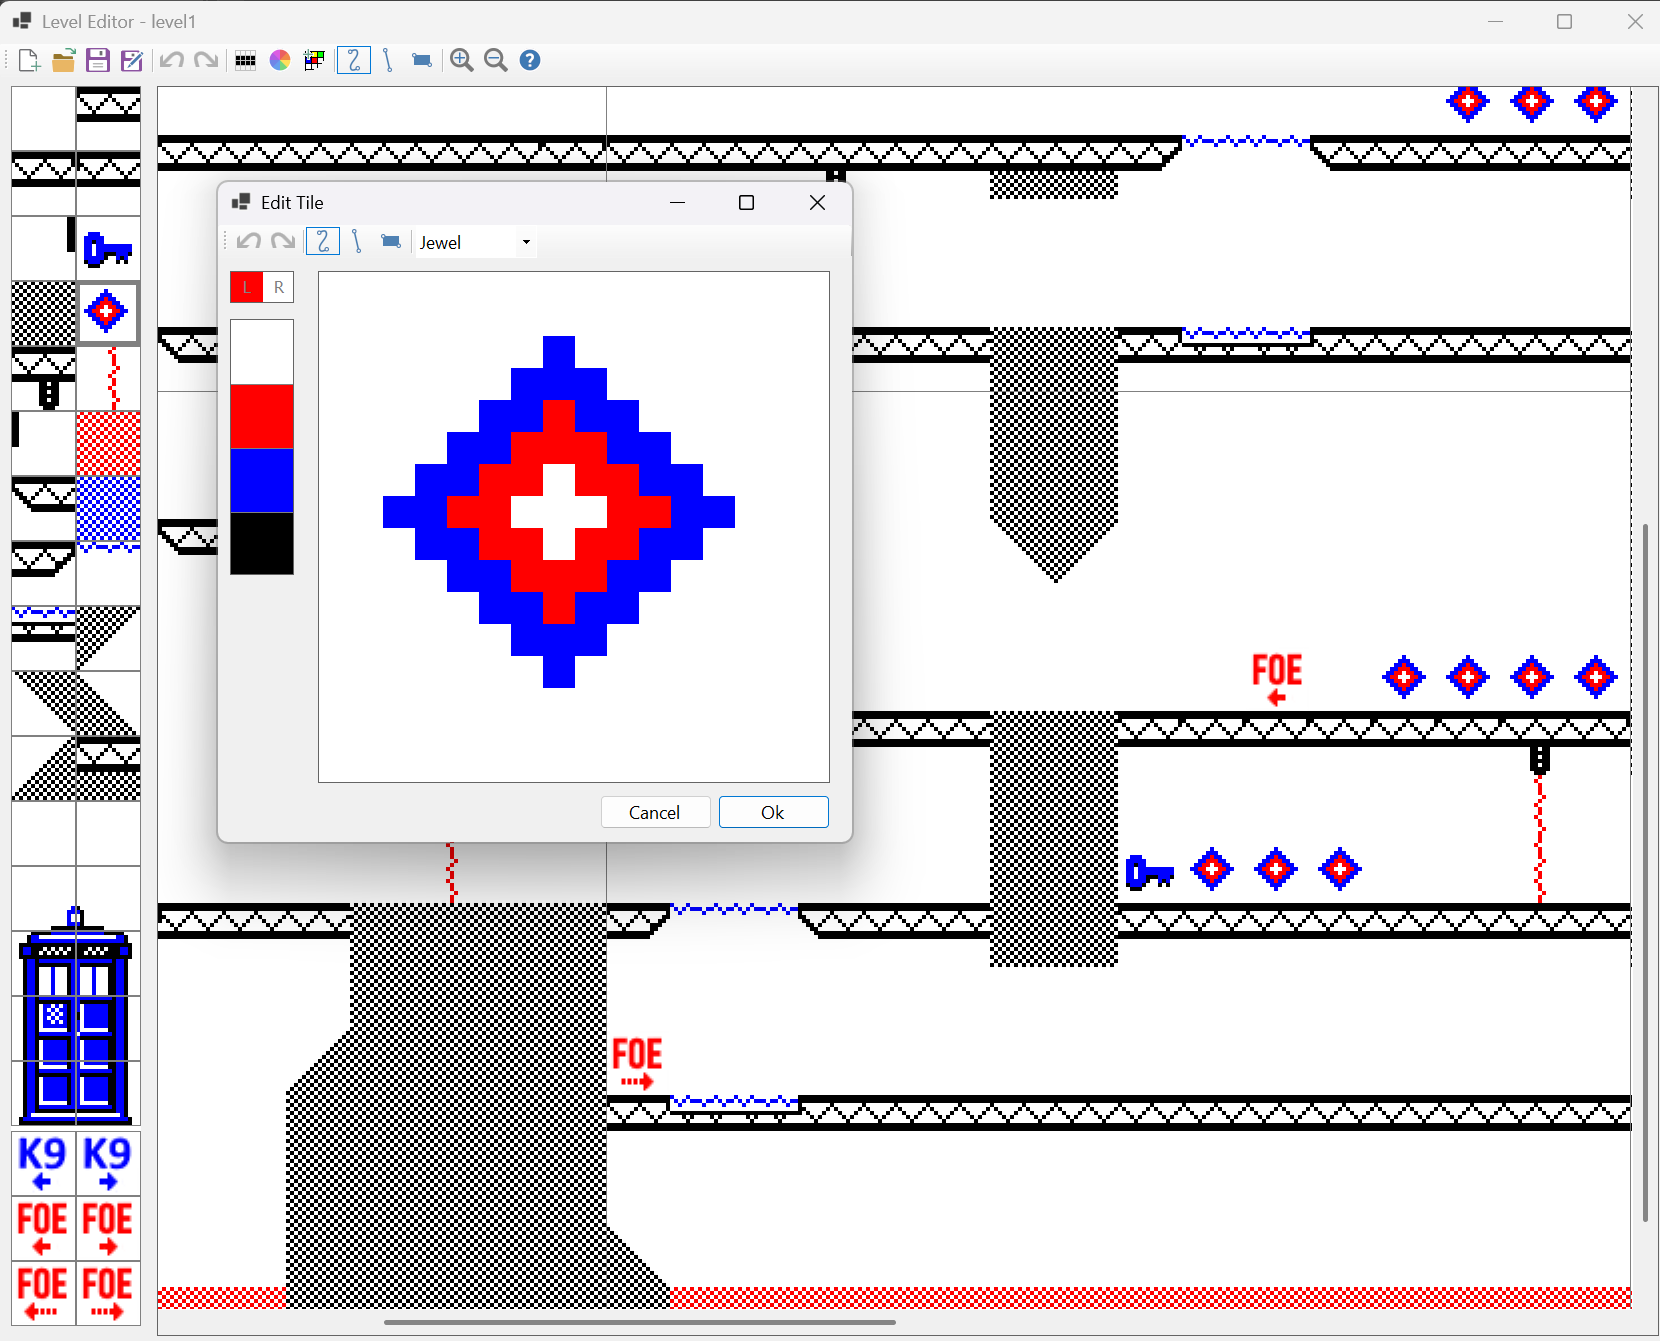 Level Editor - level1
Edit Tile
Jewel
L R
Cancel Ok
FOE
FOE
K9 K9
FOE FOE
FOE FOE